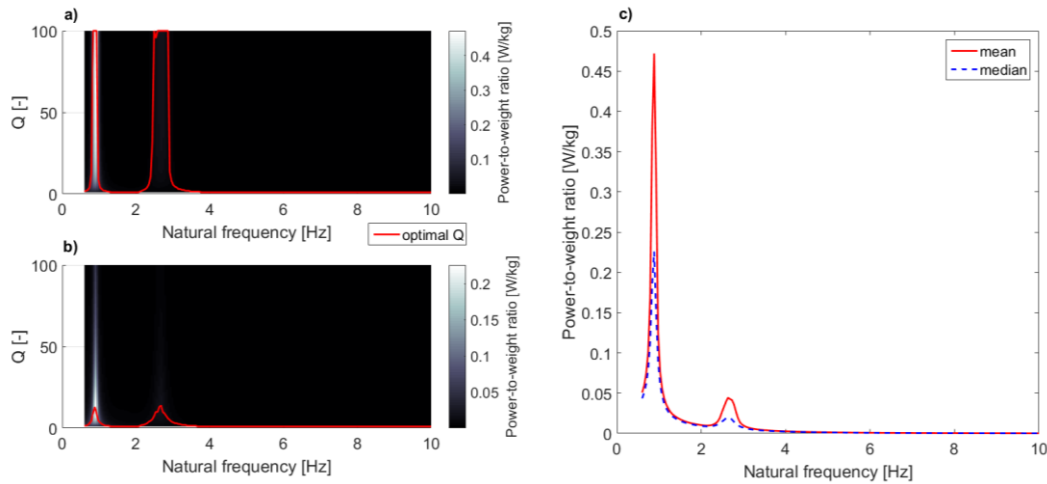 a)
100
50
0
Q [-]
0 2 4 6 8 10
Natural frequency [Hz]
0.4
0.3
0.2
0.1
Power-to-weight ratio [W/kg]
optimal Q
b)
100
50
0
Q [-]
0 2 4 6 8 10
Natural frequency [Hz]
0.2
0.15
0.1
0.05
Power-to-weight ratio [W/kg]
c)
0.5
0.45
0.4
0.35
0.3
0.25
0.2
0.15
0.1
0.05
0
Power-to-weight ratio [W/kg]
mean
median
0 2 4 6 8 10
Natural frequency [Hz]